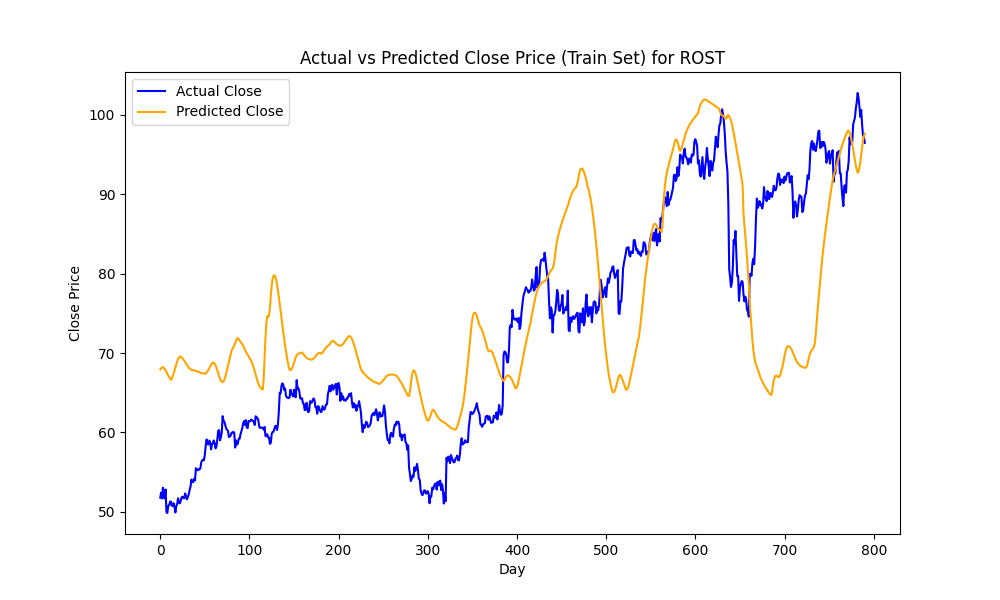 Actual vs Predicted Close Price (Train Set) for ROST
Actual Close
Predicted Close
100
90
80
70
60
50
Close Price
0 100 200 300 400 500 600 700 800
Day